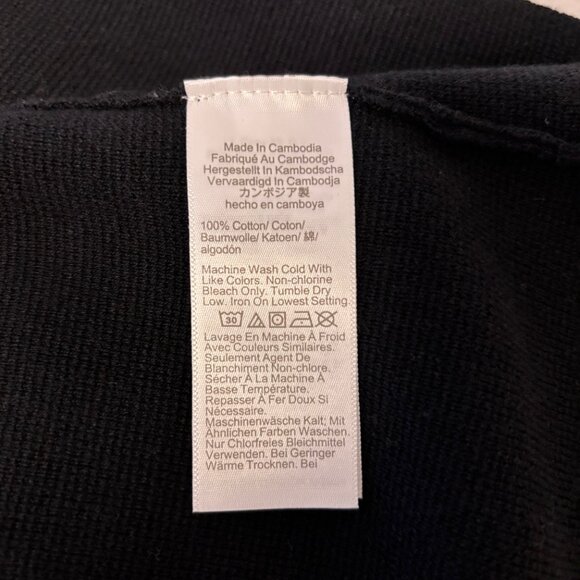 Made In Cambodia
Fabriqué Au Cambodge
Hergestellt In Kambodscha
Vervaardigd In Cambodja
カンボジア製
hecho en camboya
100% Cotton/ Coton/
Baumwolle/ Katoen/ 綿/
algodón
Machine Wash Cold With
Like Colors. Non-chlorine
Bleach Only. Tumble Dry
Low. Iron On Lowest Setting.
30
Lavage En Machine À Froid
Avec Couleurs Similaires.
Seulement Agent De
Blanchiment Non-chlore.
Sécher À La Machine À
Basse Température.
Repasser À Fer Doux Si
Nécessaire.
Maschinenwäsche Kalt; Mit
Ähnlichen Farben Waschen.
Nur Chlorfreies Bleichmittel
Verwenden. Bei Geringer
Wärme Trocknen. Bei